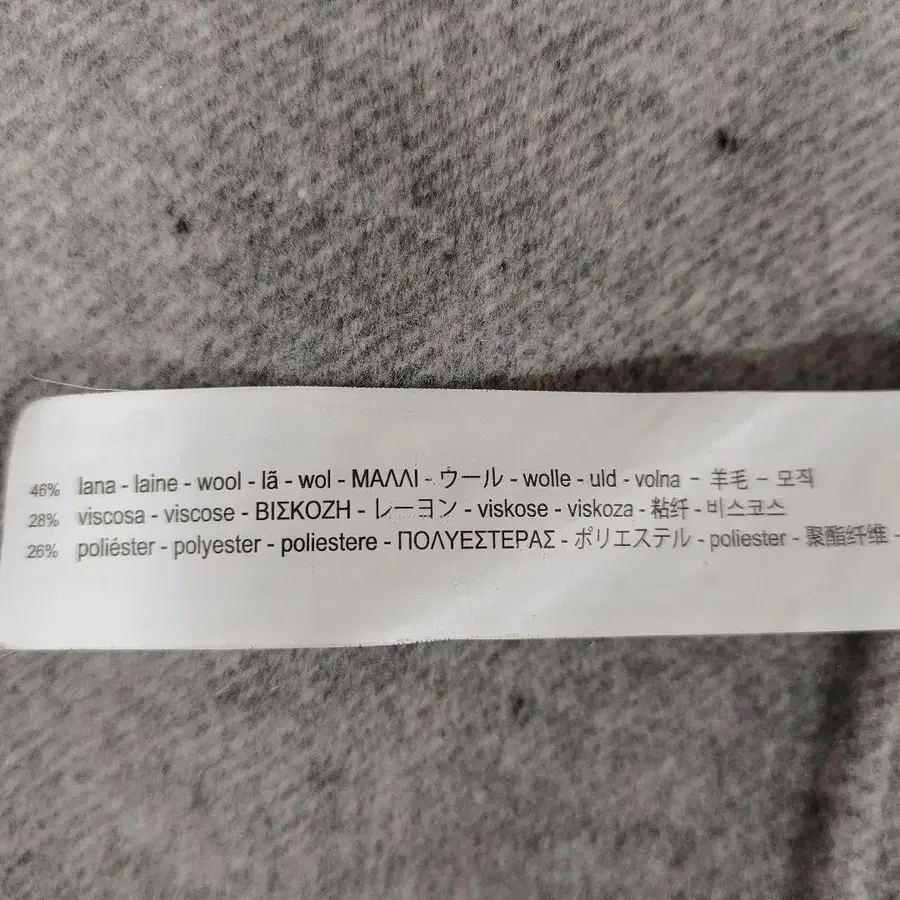 46% lana - laine - wool - lã - wol - ΜΑΛΛΙ - ウール - wolle - uld - volna - 羊毛 - 모직
28% viscosa - viscose - ΒΙΣΚΟΖΗ - レーヨン - viskose - viskoza - 粘纤 - 비스코스
26% poliéster - polyester - poliestere - ΠΟΛΥΕΣΤΕΡΑΣ - ポリエステル - poliester - 聚酯纤维 -